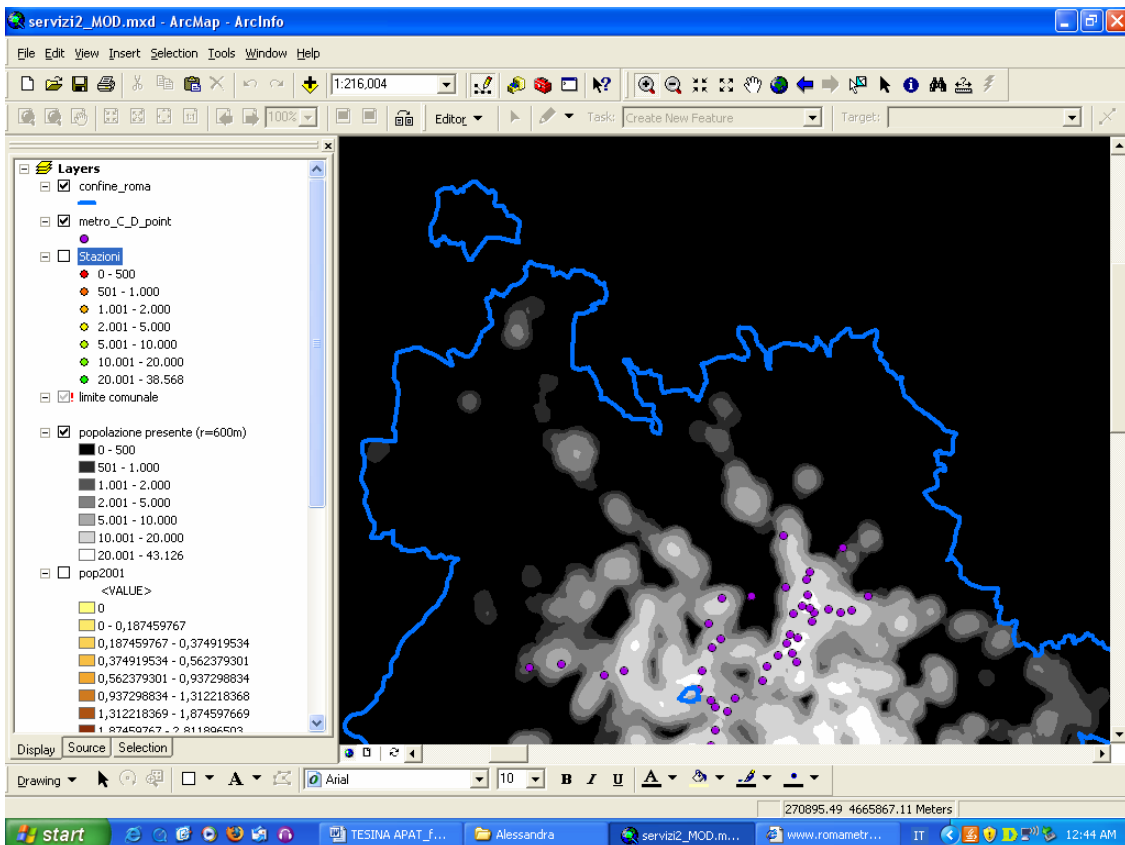 servizi2_MOD.mxd - ArcMap - ArcInfo
File Edit View Insert Selection Tools Window Help
1:216,004
100% Editor Task: Create New Feature Target:
Layers
confine_roma
metro_C_D_point
Stazioni
0 - 500
501 - 1.000
1.001 - 2.000
2.001 - 5.000
5.001 - 10.000
10.001 - 20.000
20.001 - 38.568
limite comunale
popolazione presente (r=600m)
0 - 500
501 - 1.000
1.001 - 2.000
2.001 - 5.000
5.001 - 10.000
10.001 - 20.000
20.001 - 43.126
pop2001
<VALUE>
0
0 - 0,187459767
0,187459767 - 0,374919534
0,374919534 - 0,562379301
0,562379301 - 0,937298834
0,937298834 - 1,312218368
1,312218369 - 1,874597669
1,87459767 - 2,811896503
Display Source Selection
Drawing A Arial 10 B I U A
270895.49 4665867.11 Meters
start TESINA APAT_f... Alessandra servizi2_MOD.m... www.romametr... IT 12:44 AM